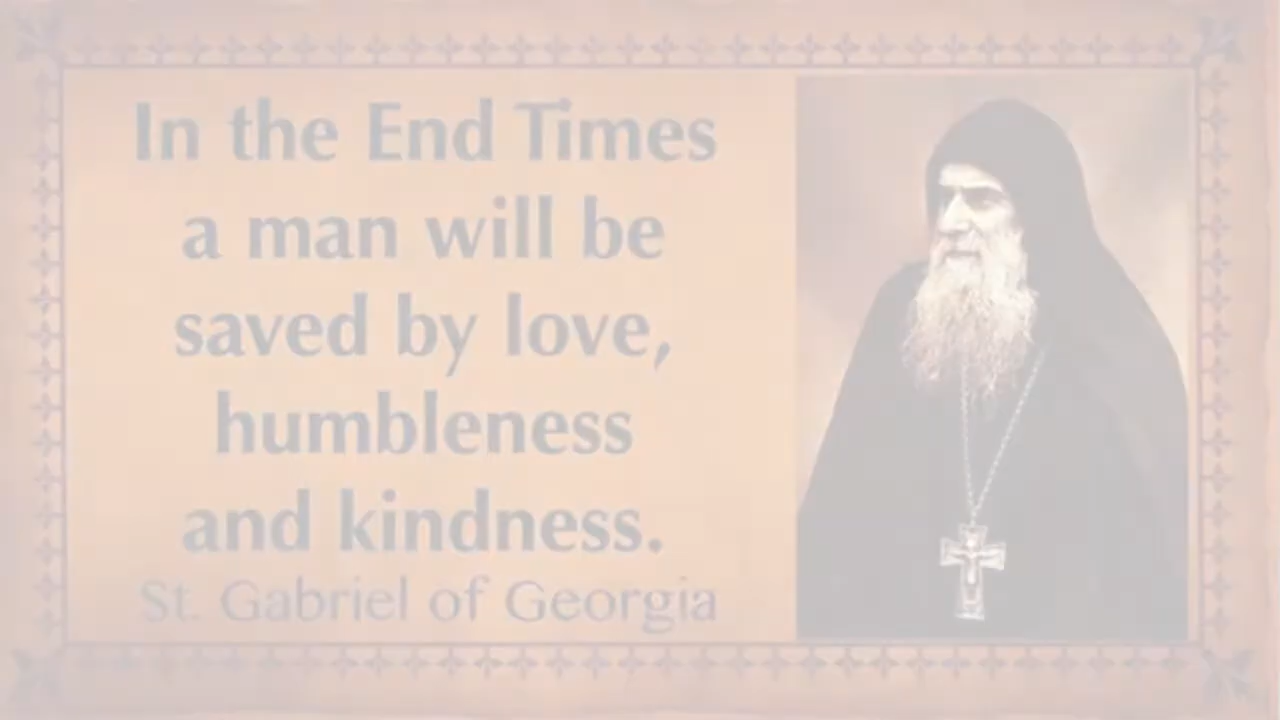 In the End Times
a man will be
saved by love,
humbleness
and kindness.
St. Gabriel of Georgia